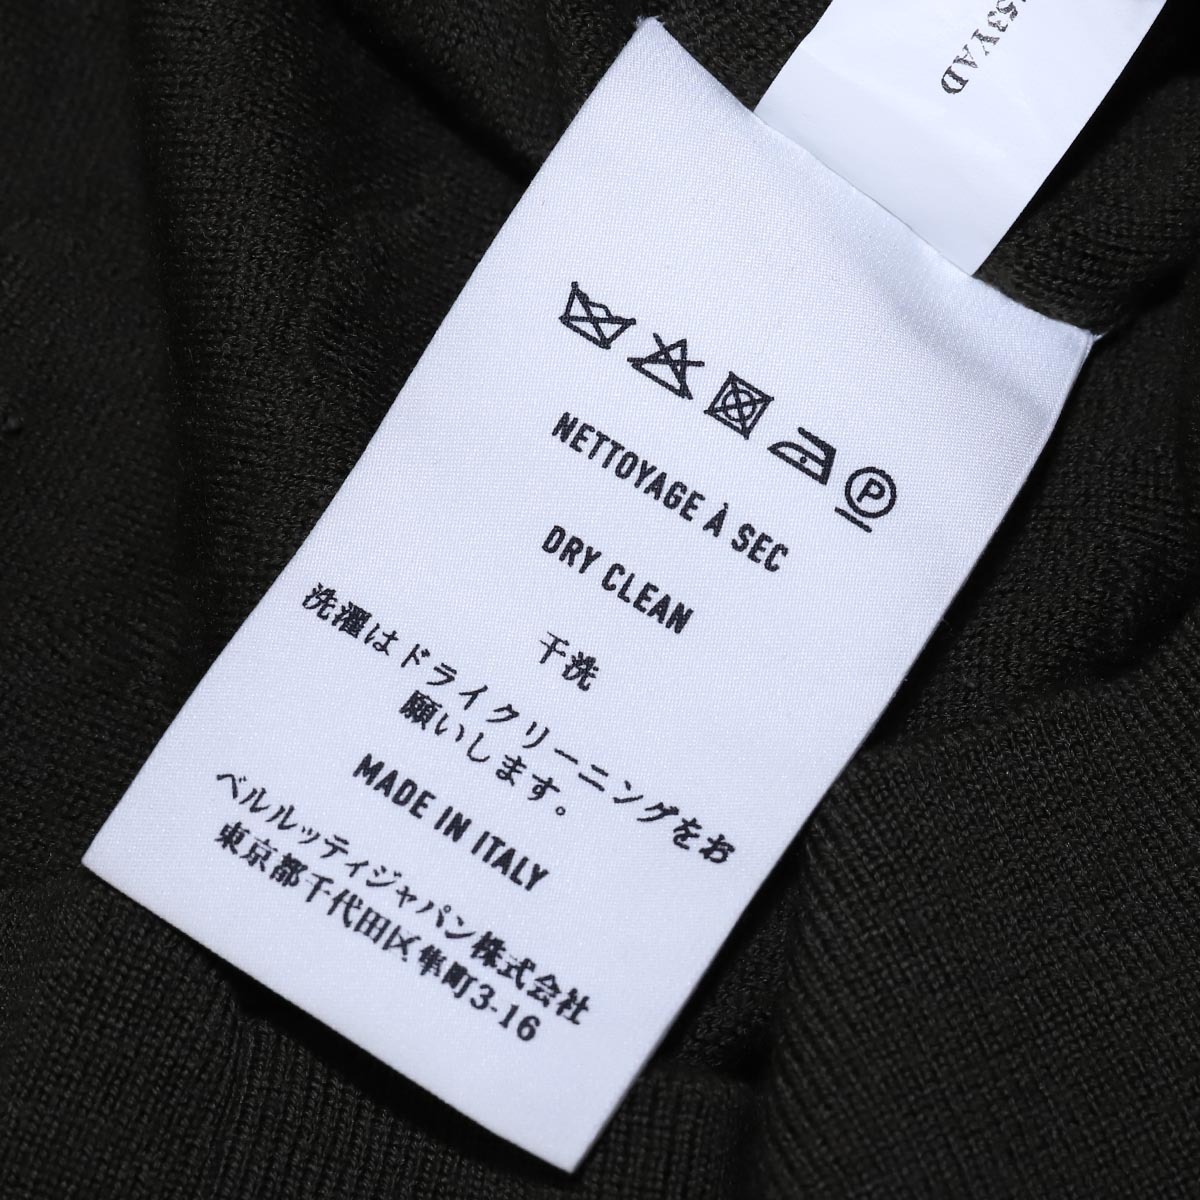 53YAD
P
NETTOYAGE À SEC
DRY CLEAN
干洗
洗濯はドライクリーニングをお
願いします。
MADE IN ITALY
ベルルッティジャパン株式会社
東京都千代田区隼町3-16